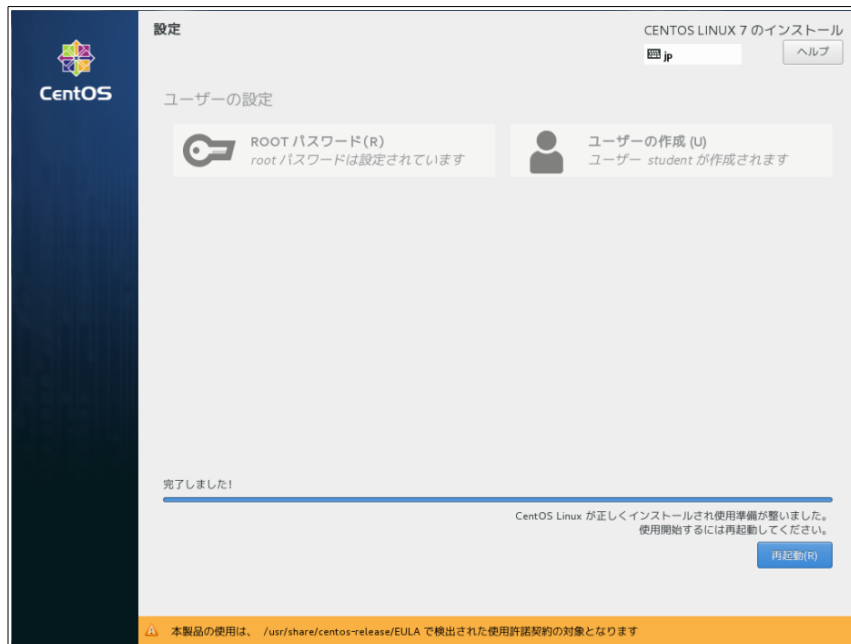 設定
CENTOS LINUX 7 のインストール
jp
ヘルプ
CentOS
ユーザーの設定
ROOT パスワード(R)
root パスワードは設定されています
ユーザーの作成 (U)
ユーザー student が作成されます
完了しました!
CentOS Linux が正しくインストールされ使用準備が整いました。
使用開始するには再起動してください。
再起動(R)
本製品の使用は、 /usr/share/centos-release/EULA で検出された使用許諾契約の対象となります